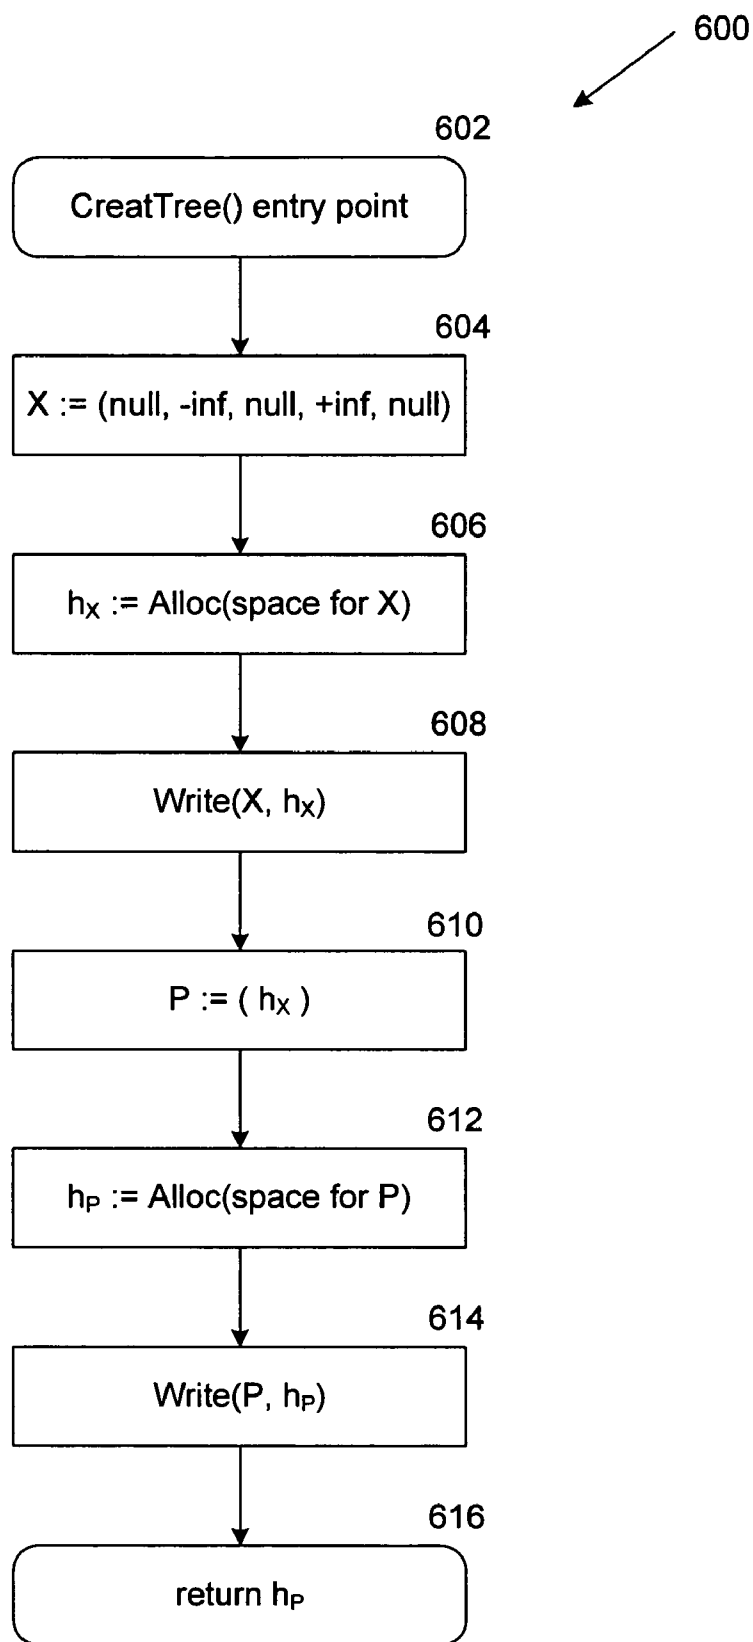 600
602
CreatTree() entry point
604
X := (null, -inf, null, +inf, null)
606
hX := Alloc(space for X)
608
Write(X, hX)
610
P := ( hX )
612
hP := Alloc(space for P)
614
Write(P, hP)
616
return hP